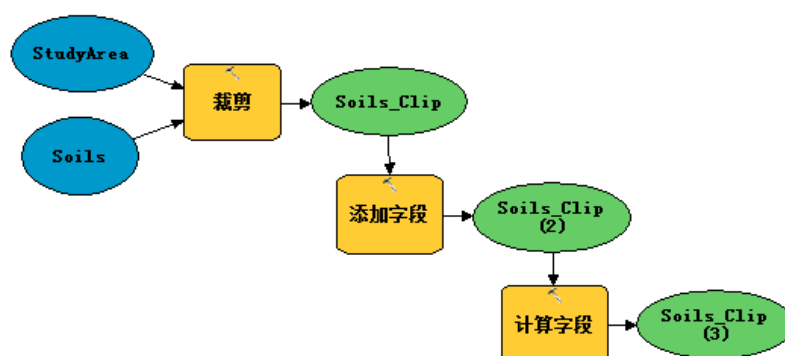 StudyArea
裁剪
Soils_Clip
Soils
添加字段
Soils_Clip
(2)
计算字段
Soils_Clip
(3)